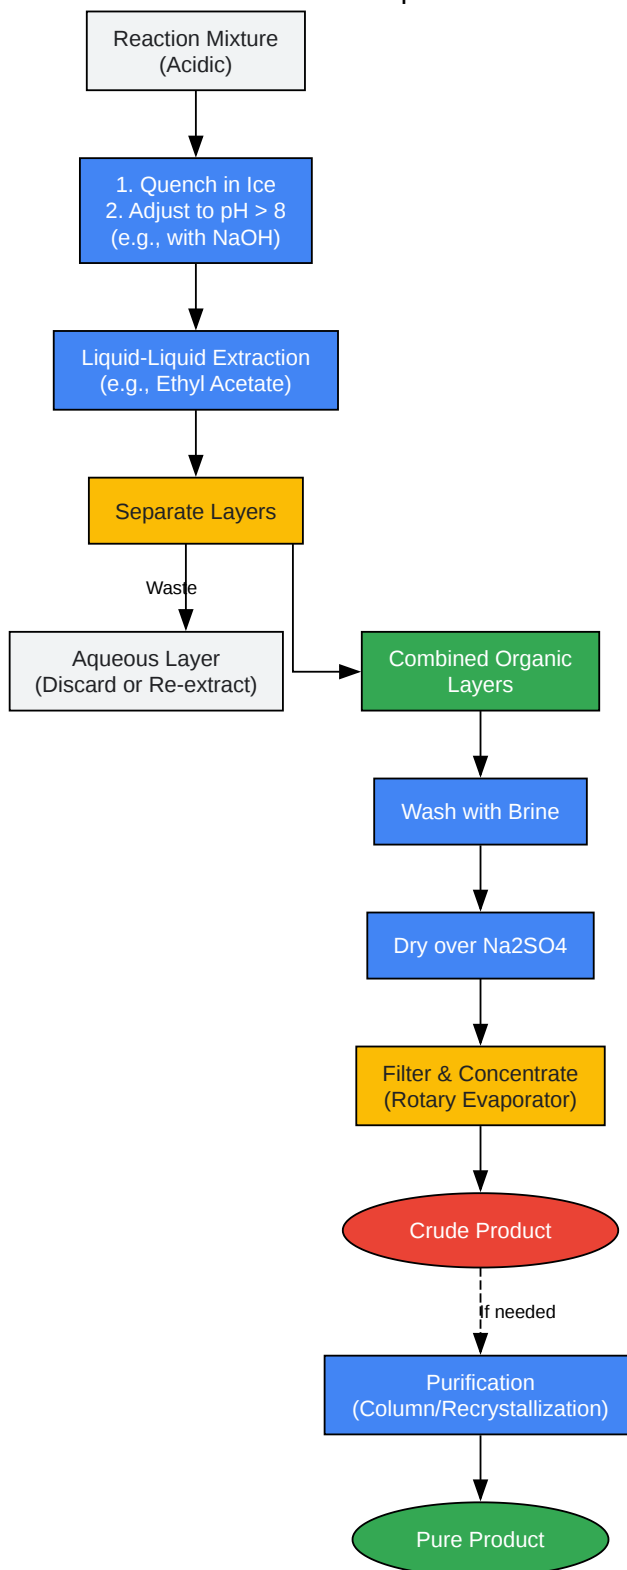 Reaction Mixture
(Acidic)
1. Quench in Ice
2. Adjust to pH > 8
(e.g., with NaOH)
Liquid-Liquid Extraction
(e.g., Ethyl Acetate)
Separate Layers
Waste
Aqueous Layer
(Discard or Re-extract)
Combined Organic
Layers
Wash with Brine
Dry over Na2SO4
Filter & Concentrate
(Rotary Evaporator)
Crude Product
If needed
Purification
(Column/Recrystallization)
Pure Product